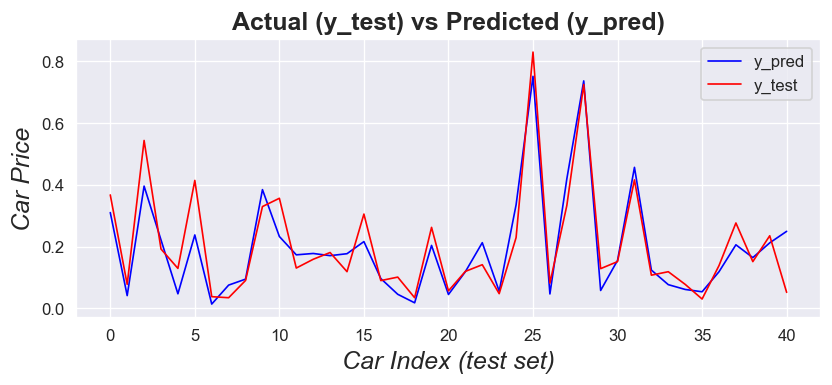 Actual (y_test) vs Predicted (y_pred)
y_pred
y_test
Car Price
0.8
0.6
0.4
0.2
0.0
0 5 10 15 20 25 30 35 40
Car Index (test set)